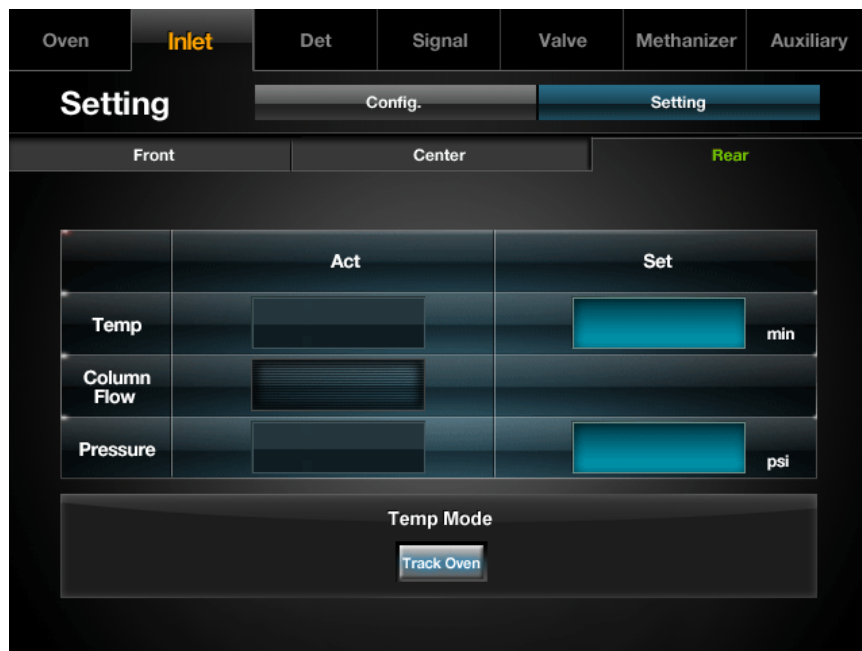 Oven Inlet Det Signal Valve Methanizer Auxiliary
Setting Config. Setting
Front Center Rear
Act Set
Temp min
Column
Flow
Pressure psi
Temp Mode
Track Oven